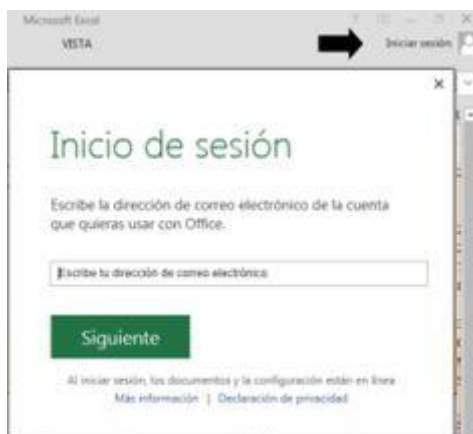 Microsoft Excel
VISTA
Iniciar sesión
Inicio de sesión
Escribe la dirección de correo electrónico de la cuenta
que quieras usar con Office.
Escribe tu dirección de correo electrónico
Siguiente
Al iniciar sesión, los documentos y la configuración están en línea
Más información | Declaración de privacidad